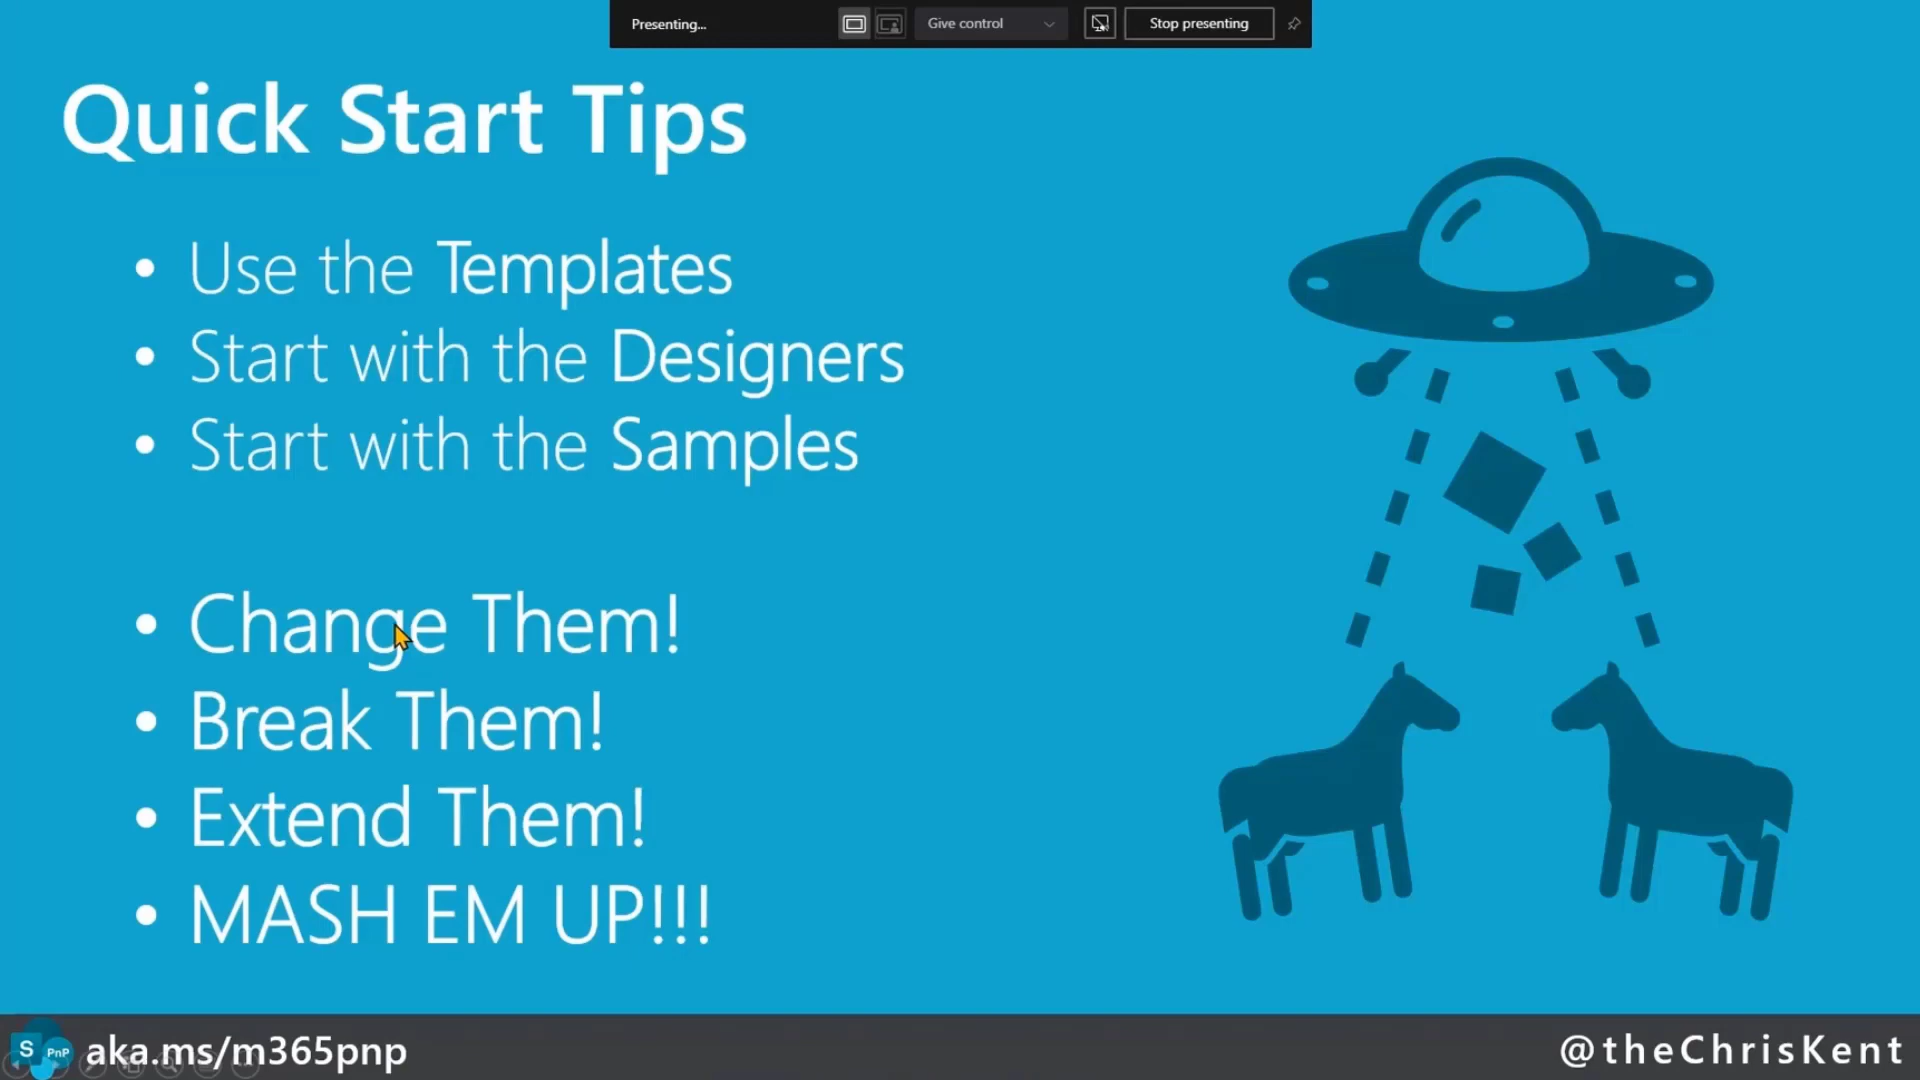 Presenting...
Give control
Stop presenting
Quick Start Tips
• Use the Templates
• Start with the Designers
• Start with the Samples
• Change Them!
• Break Them!
• Extend Them!
• MASH EM UP!!!
S PnP aka.ms/m365pnp
@theChrisKent